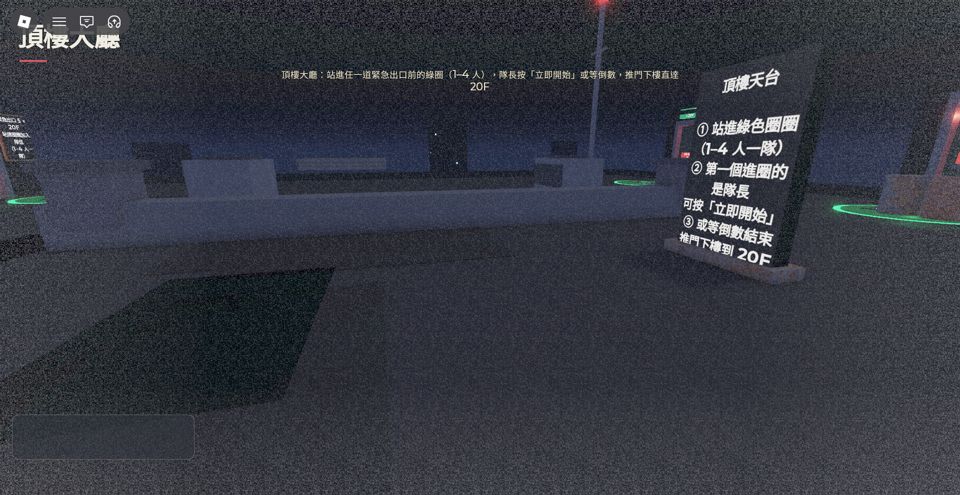 頂樓大廳
頂樓大廳：站進任一道緊急出口前的綠圈（1–4 人），隊長按「立即開始」或等倒數，推門下樓直達
20F
20F
頂樓天台
① 站進綠色圈圈
（1–4 人一隊）
② 第一個進圈的
是隊長
可按「立即開始」
③ 或等倒數結束
推門下樓到 20F